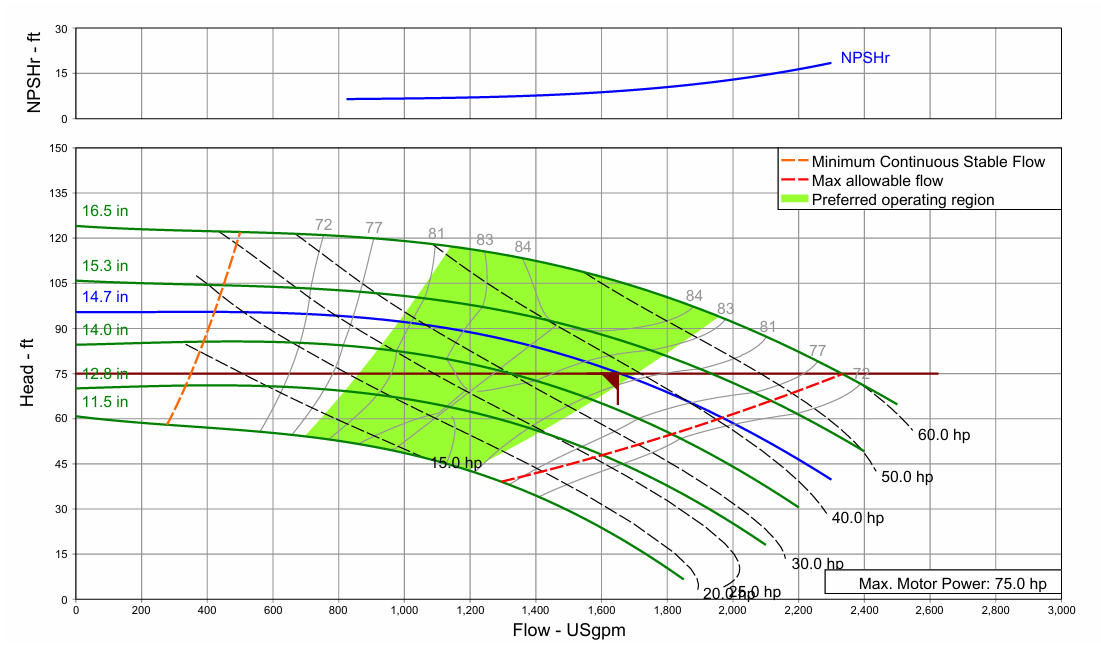 NPSHr - ft
30
15
0
NPSHr
Head - ft
150
135
120
105
90
75
60
45
30
15
0
Minimum Continuous Stable Flow
Max allowable flow
Preferred operating region
16.5 in
15.3 in
14.7 in
14.0 in
12.8 in
11.5 in
72
77
81
83
84
84
83
81
77
72
15.0 hp
60.0 hp
50.0 hp
40.0 hp
30.0 hp
20.0 hp
25.0 hp
Max. Motor Power: 75.0 hp
0
200
400
600
800
1,000
1,200
1,400
1,600
1,800
2,000
2,200
2,400
2,600
2,800
3,000
Flow - USgpm